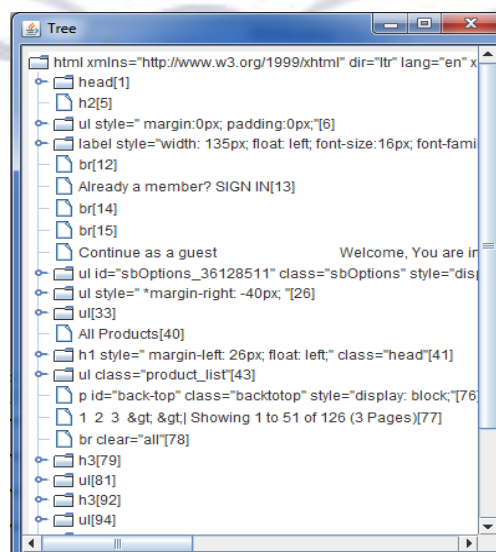 Tree
html xmlns="http://www.w3.org/1999/xhtml" dir="ltr" lang="en" x
head[1]
h2[5]
ul style=" margin:0px; padding:0px;"[6]
label style="width: 135px; float: left; font-size:16px; font-famil
br[12]
Already a member? SIGN IN[13]
br[14]
br[15]
Continue as a guest Welcome, You are in
ul id="sbOptions_36128511" class="sbOptions" style="disp
ul style=" *margin-right: -40px; "[26]
ul[33]
All Products[40]
h1 style=" margin-left: 26px; float: left;" class="head"[41]
ul class="product_list"[43]
p id="back-top" class="backtotop" style="display: block;"[76]
1 2 3 &gt; &gt;| Showing 1 to 51 of 126 (3 Pages)[77]
br clear="all"[78]
h3[79]
ul[81]
h3[92]
ul[94]